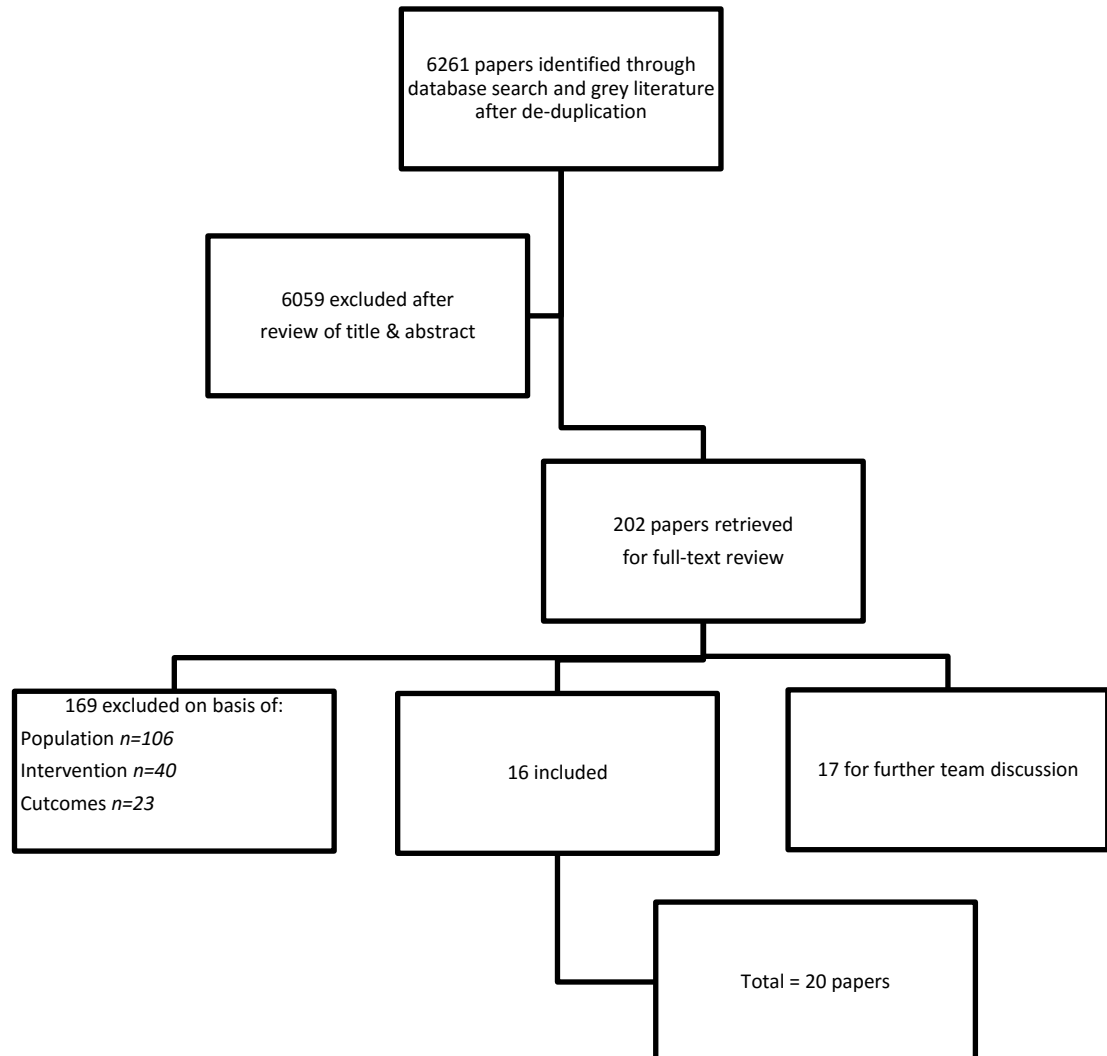 6261 papers identified through
database search and grey literature
after de-duplication
6059 excluded after
review of title & abstract
202 papers retrieved
for full-text review
169 excluded on basis of:
Population n=106
Intervention n=40
Cutcomes n=23
16 included
17 for further team discussion
Total = 20 papers